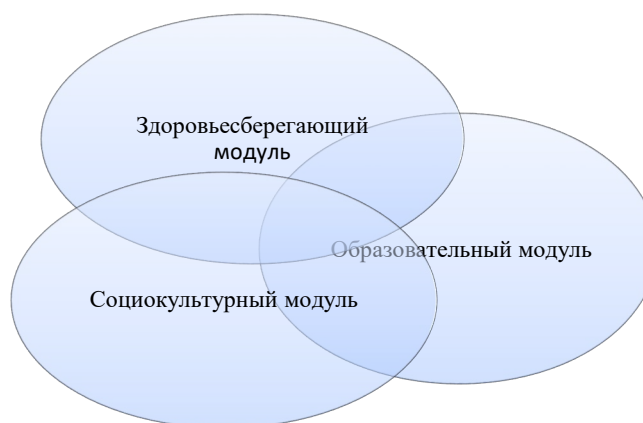 Здоровьесберегающий
модуль
Образовательный модуль
Социокультурный модуль